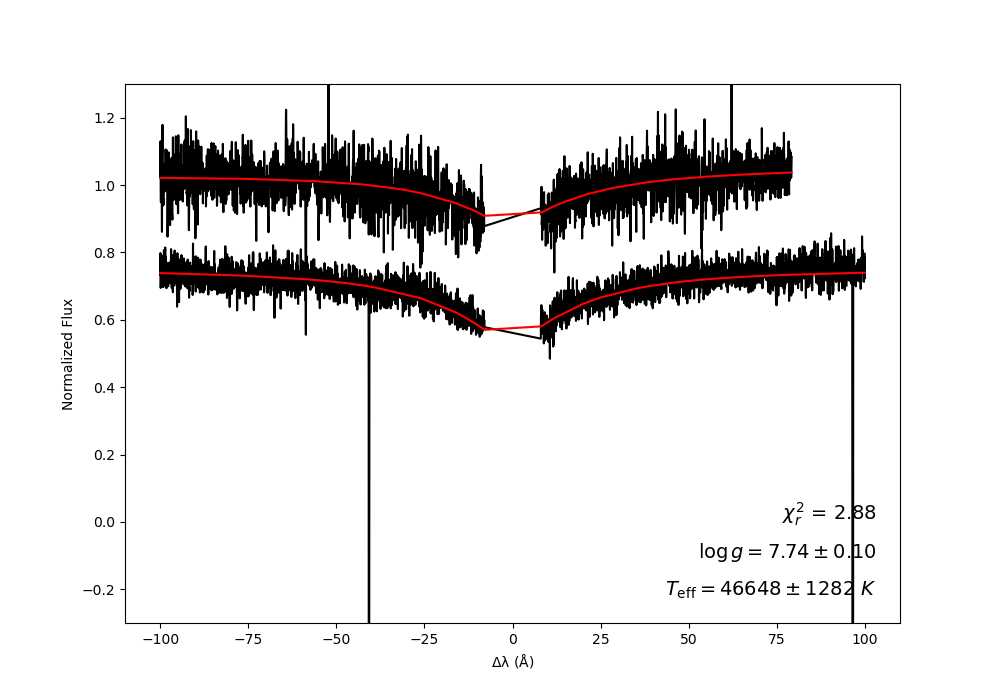 1.2
1.0
0.8
0.6
0.4
0.2
0.0
−0.2
Normalized Flux
χ²ᵣ = 2.88
log g = 7.74 ± 0.10
T_eff = 46648 ± 1282 K
−100 −75 −50 −25 0 25 50 75 100
Δλ (Å)